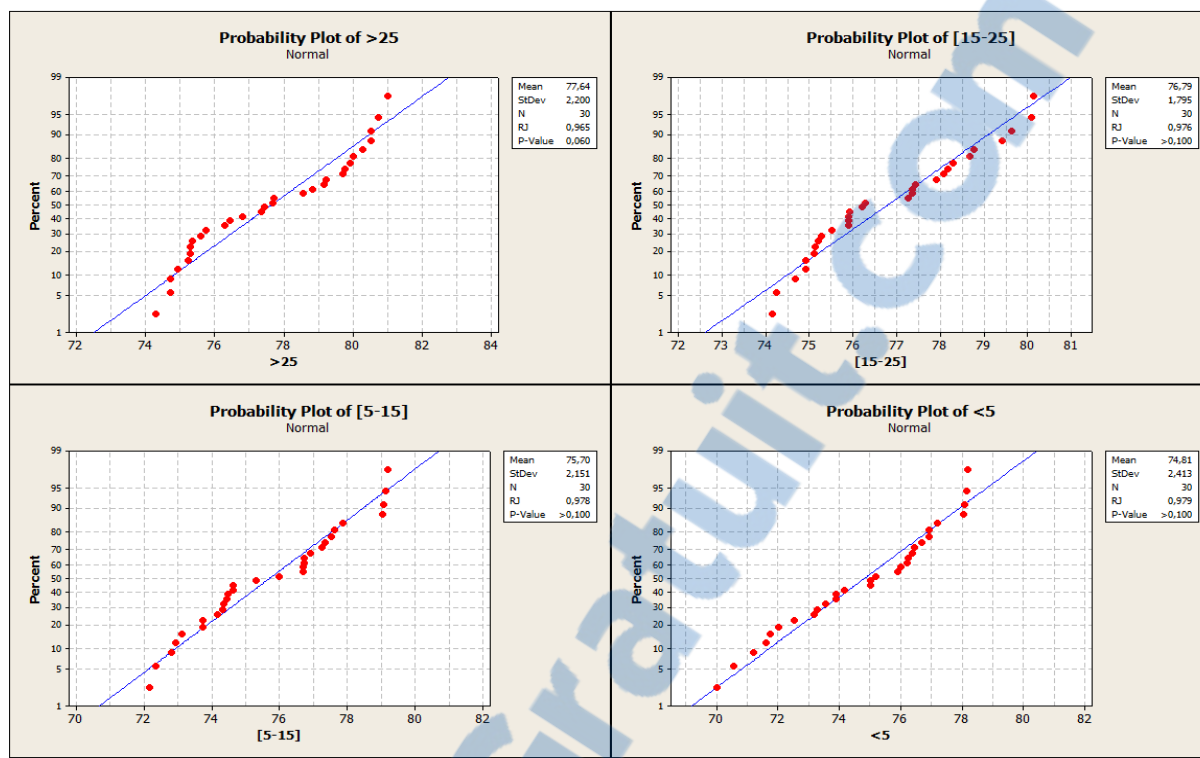 Probability Plot of >25
Normal
Percent
99
95
90
80
70
60
50
40
30
20
10
5
1
72 74 76 78 80 82 84
>25
Mean 77,64
StDev 2,200
N 30
RJ 0,965
P-Value 0,060
Probability Plot of [15-25]
Normal
Percent
99
95
90
80
70
60
50
40
30
20
10
5
1
72 73 74 75 76 77 78 79 80 81
[15-25]
Mean 76,79
StDev 1,795
N 30
RJ 0,976
P-Value >0,100
Probability Plot of [5-15]
Normal
Percent
99
95
90
80
70
60
50
40
30
20
10
5
1
70 72 74 76 78 80 82
[5-15]
Mean 75,70
StDev 2,151
N 30
RJ 0,978
P-Value >0,100
Probability Plot of <5
Normal
Percent
99
95
90
80
70
60
50
40
30
20
10
5
1
70 72 74 76 78 80 82
<5
Mean 74,81
StDev 2,413
N 30
RJ 0,979
P-Value >0,100